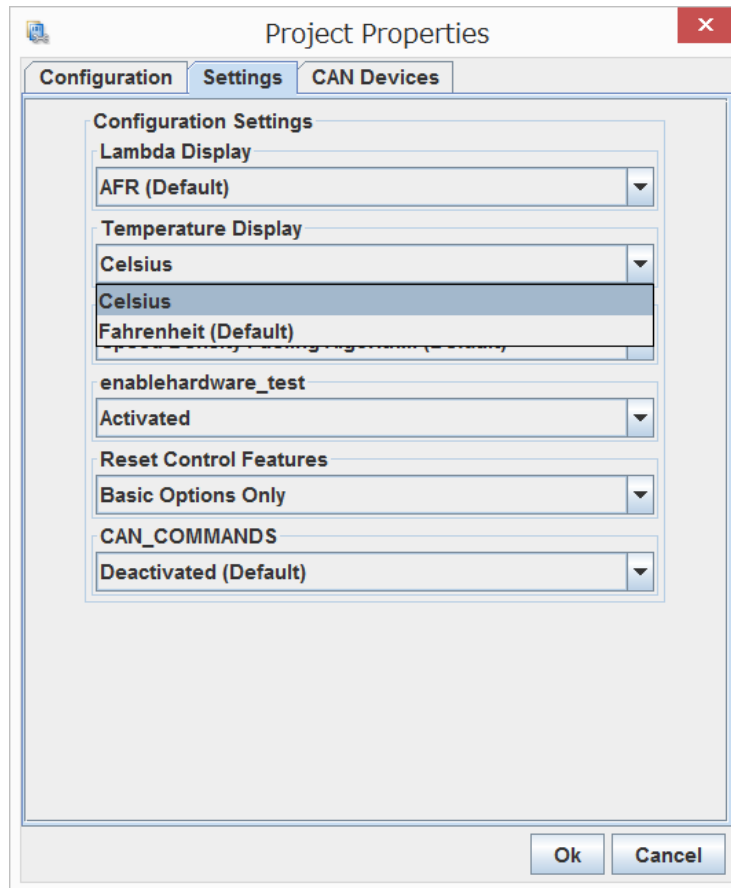 Project Properties
Configuration Settings CAN Devices
Configuration Settings
Lambda Display
AFR (Default)
Temperature Display
Celsius
Celsius
Fahrenheit (Default)
enablehardware_test
Activated
Reset Control Features
Basic Options Only
CAN_COMMANDS
Deactivated (Default)
Ok Cancel